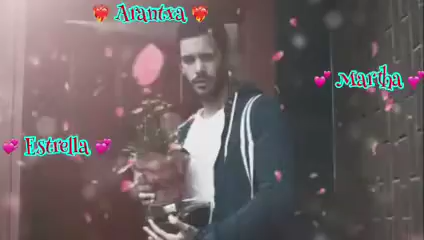 ❤️‍🔥 Arantxa ❤️‍🔥
💕 Martha 💕
💕 Estrella 💕